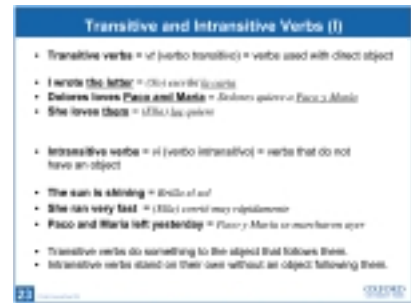 Transitive and Intransitive Verbs (I)
• Transitive verbs = vt (verbo transitivo) = verbs used with direct object
• I wrote the letter = (Yo) escribí la carta
• Dolores loves Paco and Maria = Dolores quiere a Paco y María
• She loves them = (Ella) los quiere
• Intransitive verbs = vi (verbo intransitivo) = verbs that do not
have an object
• The sun is shining = Brilla el sol
• She ran very fast = (Ella) corrió muy rápidamente
• Paco and Maria left yesterday = Paco y María se marcharon ayer
• Transitive verbs do something to the object that follows them.
• Intransitive verbs stand on their own without an object following them.
23
OXFORD